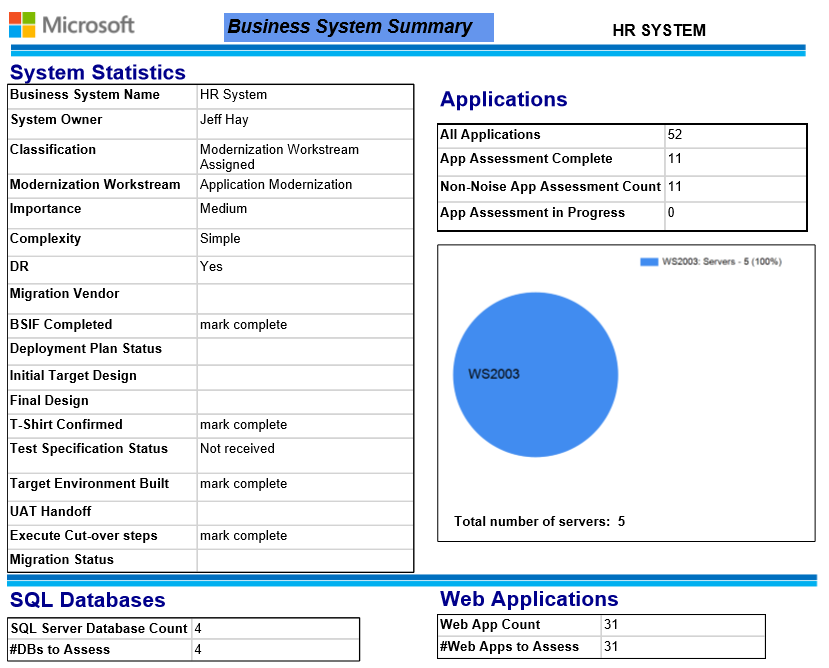 Microsoft
Business System Summary
HR SYSTEM
System Statistics
Business System Name HR System
System Owner Jeff Hay
Classification Modernization Workstream
Assigned
Modernization Workstream Application Modernization
Importance Medium
Complexity Simple
DR Yes
Migration Vendor
BSIF Completed mark complete
Deployment Plan Status
Initial Target Design
Final Design
T-Shirt Confirmed mark complete
Test Specification Status Not received
Target Environment Built mark complete
UAT Handoff
Execute Cut-over steps mark complete
Migration Status
Applications
All Applications 52
App Assessment Complete 11
Non-Noise App Assessment Count 11
App Assessment in Progress 0
WS2003: Servers - 5 (100%)
WS2003
Total number of servers: 5
SQL Databases
SQL Server Database Count 4
#DBs to Assess 4
Web Applications
Web App Count 31
#Web Apps to Assess 31